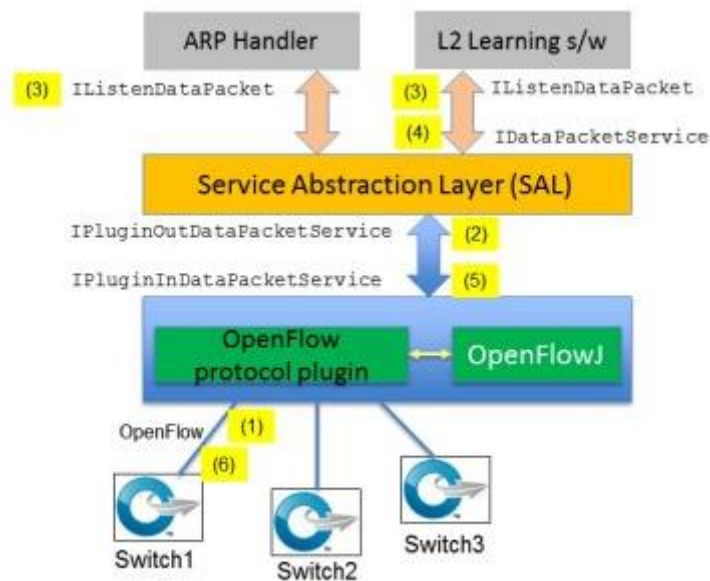 ARP Handler
L2 Learning s/w
(3) IListenDataPacket
(3) IListenDataPacket
(4) IDataPacketService
Service Abstraction Layer (SAL)
IPluginOutDataPacketService (2)
IPluginInDataPacketService (5)
OpenFlow
protocol plugin
OpenFlowJ
OpenFlow (1)
(6)
Switch1
Switch2
Switch3